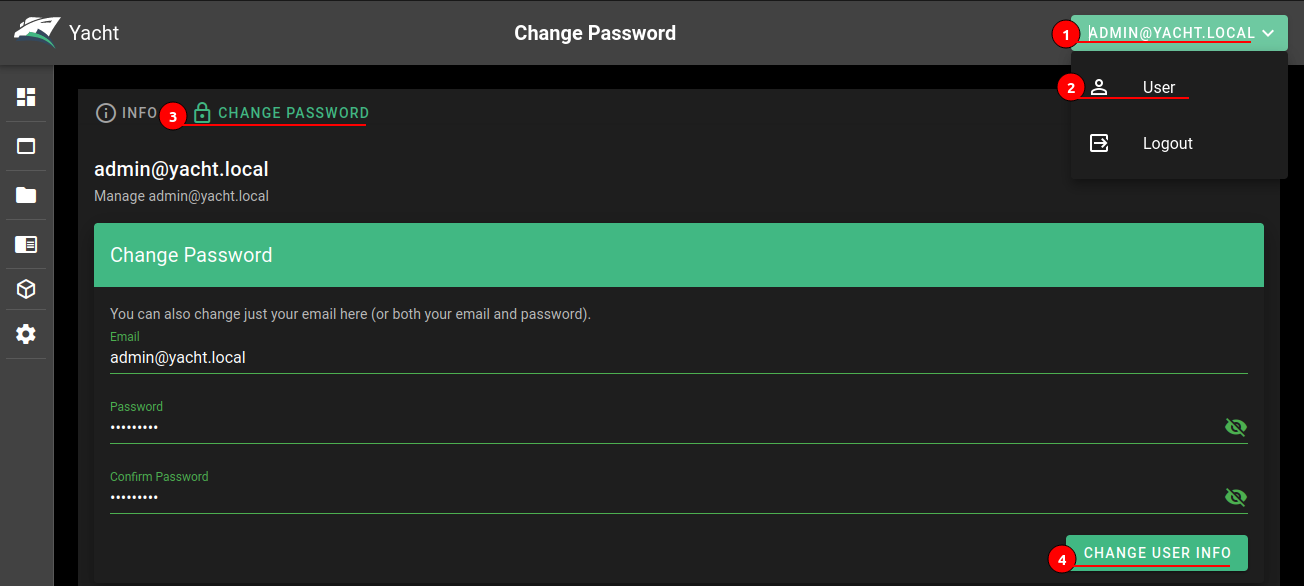 Yacht
Change Password
1 ADMIN@YACHT.LOCAL
2 User
Logout
INFO 3 CHANGE PASSWORD
admin@yacht.local
Manage admin@yacht.local
Change Password
You can also change just your email here (or both your email and password).
Email
admin@yacht.local
Password
•••••••••
Confirm Password
•••••••••
4 CHANGE USER INFO